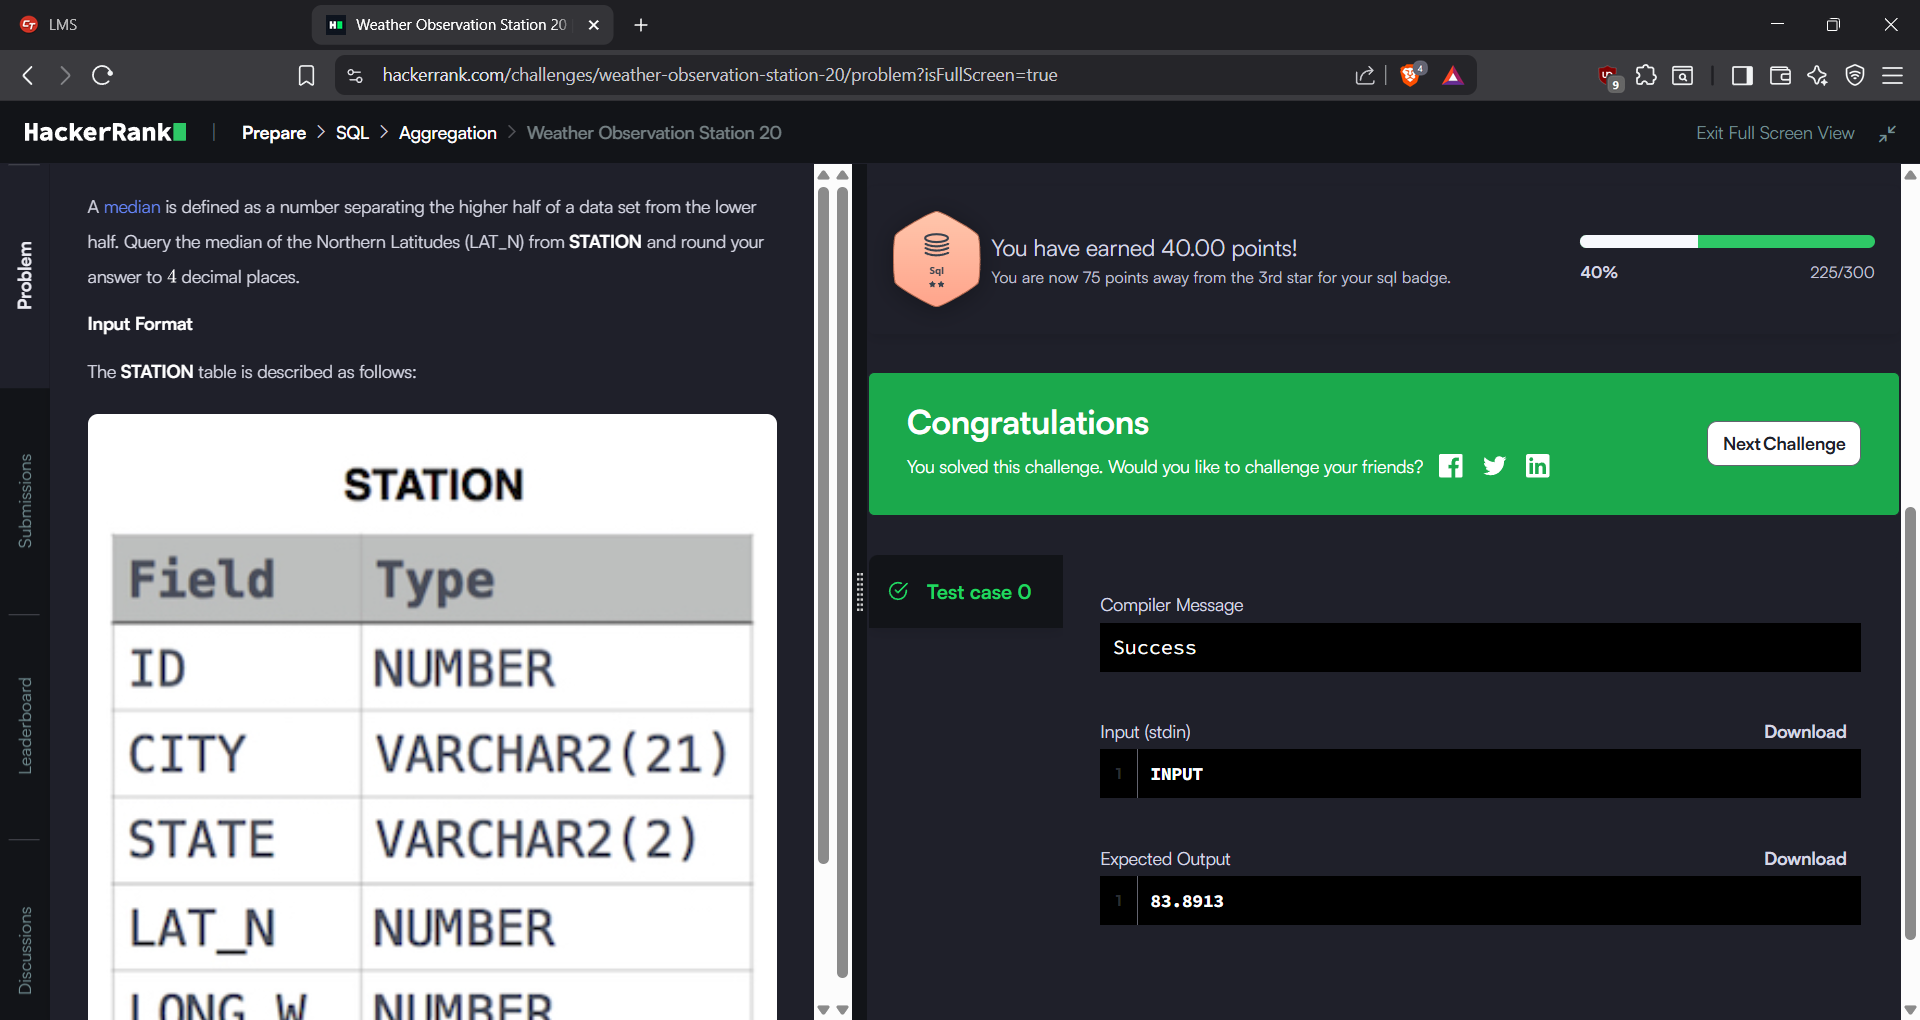 LMS
Weather Observation Station 20
hackerrank.com/challenges/weather-observation-station-20/problem?isFullScreen=true
4
9
HackerRank
Prepare > SQL > Aggregation > Weather Observation Station 20
Exit Full Screen View
Problem
Submissions
Leaderboard
Discussions
A median is defined as a number separating the higher half of a data set from the lower
half. Query the median of the Northern Latitudes (LAT_N) from STATION and round your
answer to 4 decimal places.
Input Format
The STATION table is described as follows:
STATION
Field Type
ID NUMBER
CITY VARCHAR2(21)
STATE VARCHAR2(2)
LAT_N NUMBER
LONG_W NUMBER
Sql
You have earned 40.00 points!
You are now 75 points away from the 3rd star for your sql badge.
40% 225/300
Congratulations
You solved this challenge. Would you like to challenge your friends?
Next Challenge
Test case 0
Compiler Message
Success
Input (stdin) Download
1 INPUT
Expected Output Download
1 83.8913